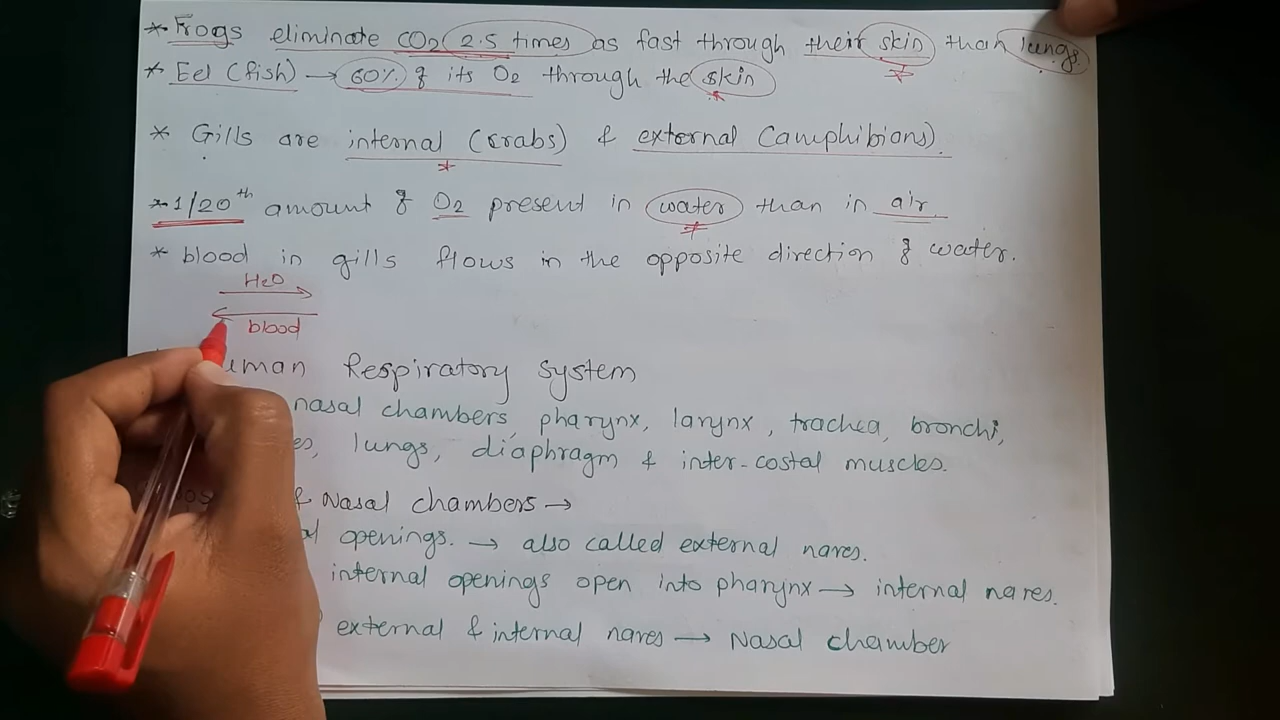 * Frogs eliminate CO2 2.5 times as fast through their skin than lungs.
* Eel (fish) → 60% of its O2 through the skin
* Gills are internal (crabs) & external (amphibians).
* 1/20th amount of O2 present in water than in air.
* blood in gills flows in the opposite direction of water.
H2O
blood
uman Respiratory System
nasal chambers, pharynx, larynx, trachea, bronchi,
es, lungs, diaphragm & inter-costal muscles.
& Nasal chambers →
al openings. → also called external nares.
internal openings open into pharynx → internal nares.
external & internal nares → Nasal chamber